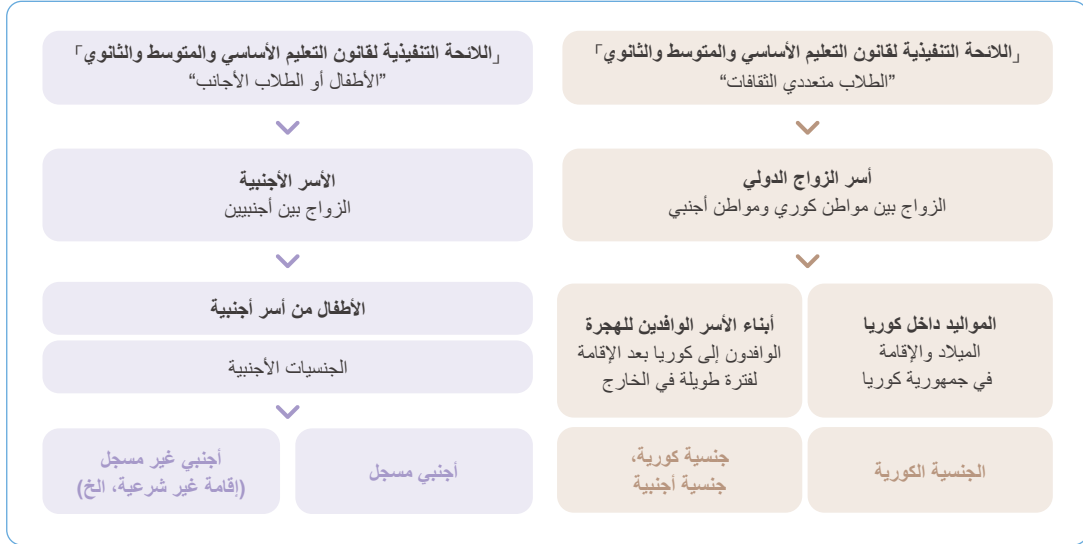 「اللائحة التنفيذية لقانون التعليم الأساسي والمتوسط والثانوي」
"الطلاب متعددي الثقافات"
أسر الزواج الدولي
الزواج بين مواطن كوري ومواطن أجنبي
المواليد داخل كوريا
الميلاد والإقامة
في جمهورية كوريا
الجنسية الكورية
أبناء الأسر الوافدين للهجرة
الوافدون إلى كوريا بعد الإقامة
لفترة طويلة في الخارج
جنسية كورية،
جنسية أجنبية
「اللائحة التنفيذية لقانون التعليم الأساسي والمتوسط والثانوي」
"الأطفال أو الطلاب الأجانب"
الأسر الأجنبية
الزواج بين أجنبيين
الأطفال من أسر أجنبية
الجنسيات الأجنبية
أجنبي مسجل
أجنبي غير مسجل
(إقامة غير شرعية، الخ)